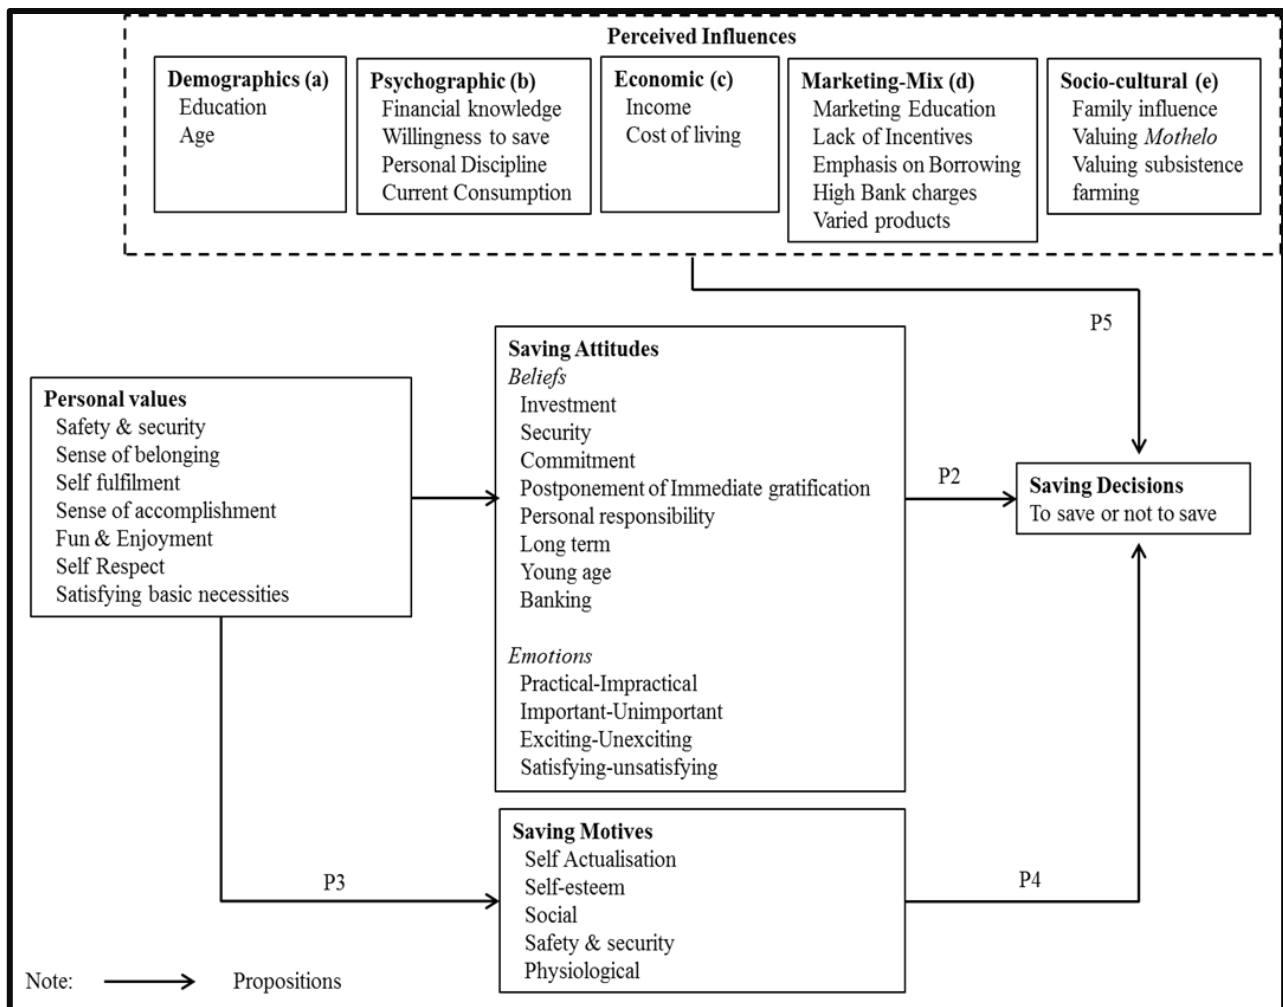 Perceived Influences
Demographics (a)
Education
Age
Psychographic (b)
Financial knowledge
Willingness to save
Personal Discipline
Current Consumption
Economic (c)
Income
Cost of living
Marketing-Mix (d)
Marketing Education
Lack of Incentives
Emphasis on Borrowing
High Bank charges
Varied products
Socio-cultural (e)
Family influence
Valuing Mothelo
Valuing subsistence
farming
P5
Personal values
Safety & security
Sense of belonging
Self fulfilment
Sense of accomplishment
Fun & Enjoyment
Self Respect
Satisfying basic necessities
Saving Attitudes
Beliefs
Investment
Security
Commitment
Postponement of Immediate gratification
Personal responsibility
Long term
Young age
Banking
Emotions
Practical-Impractical
Important-Unimportant
Exciting-Unexciting
Satisfying-unsatisfying
P2
Saving Decisions
To save or not to save
P3
Saving Motives
Self Actualisation
Self-esteem
Social
Safety & security
Physiological
P4
Note:
Propositions